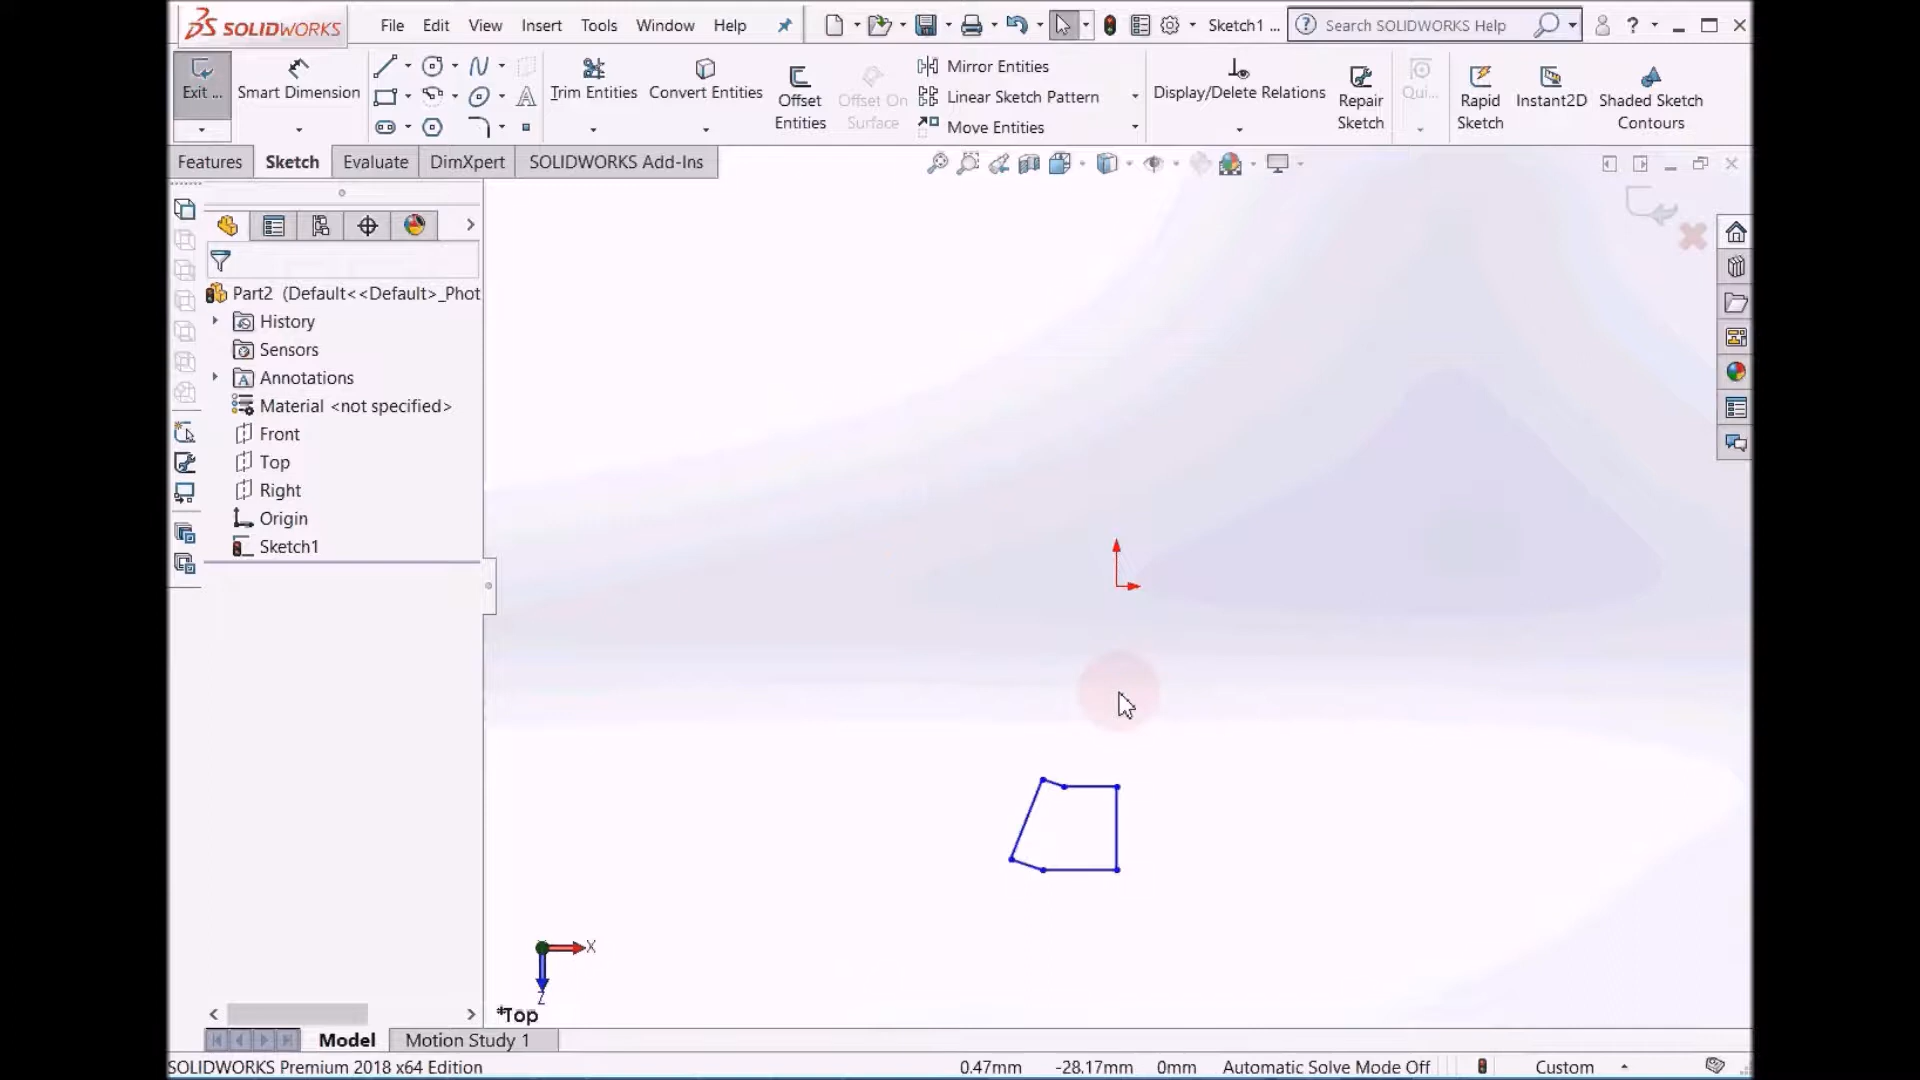 SOLIDWORKS
File Edit View Insert Tools Window Help
Sketch1 ...
Search SOLIDWORKS Help
?
Exit ...
Smart Dimension
Trim Entities
Convert Entities
Offset Entities
Offset On Surface
Mirror Entities
Linear Sketch Pattern
Move Entities
Display/Delete Relations
Repair Sketch
Qui...
Rapid Sketch
Instant2D
Shaded Sketch Contours
Features Sketch Evaluate DimXpert SOLIDWORKS Add-Ins
Part2 (Default<<Default>_Phot
History
Sensors
Annotations
Material <not specified>
Front
Top
Right
Origin
Sketch1
X
Z
*Top
Model Motion Study 1
SOLIDWORKS Premium 2018 x64 Edition 0.47mm -28.17mm 0mm Automatic Solve Mode Off Custom